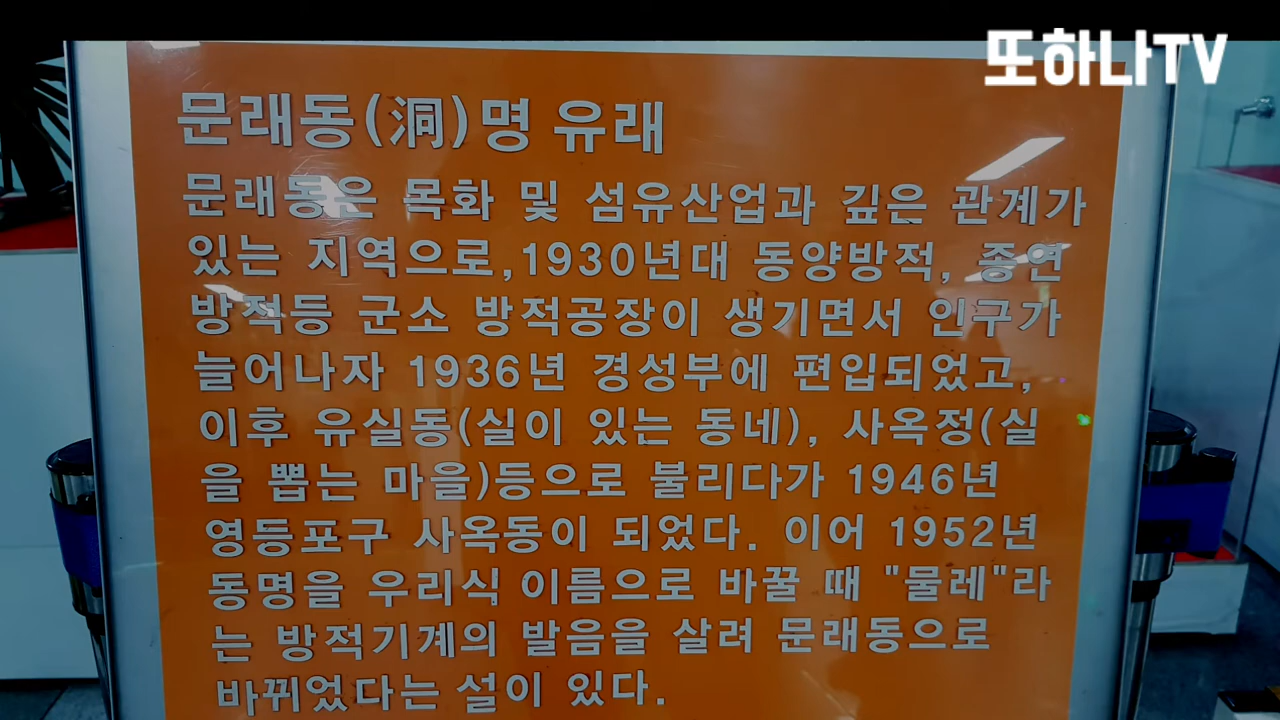 또하나TV
문래동(洞)명 유래
문래동은 목화 및 섬유산업과 깊은 관계가
있는 지역으로,1930년대 동양방적, 종연
방적등 군소 방적공장이 생기면서 인구가
늘어나자 1936년 경성부에 편입되었고,
이후 유실동(실이 있는 동네), 사옥정(실
을 뽑는 마을)등으로 불리다가 1946년
영등포구 사옥동이 되었다. 이어 1952년
동명을 우리식 이름으로 바꿀 때 "물레"라
는 방적기계의 발음을 살려 문래동으로
바뀌었다는 설이 있다.